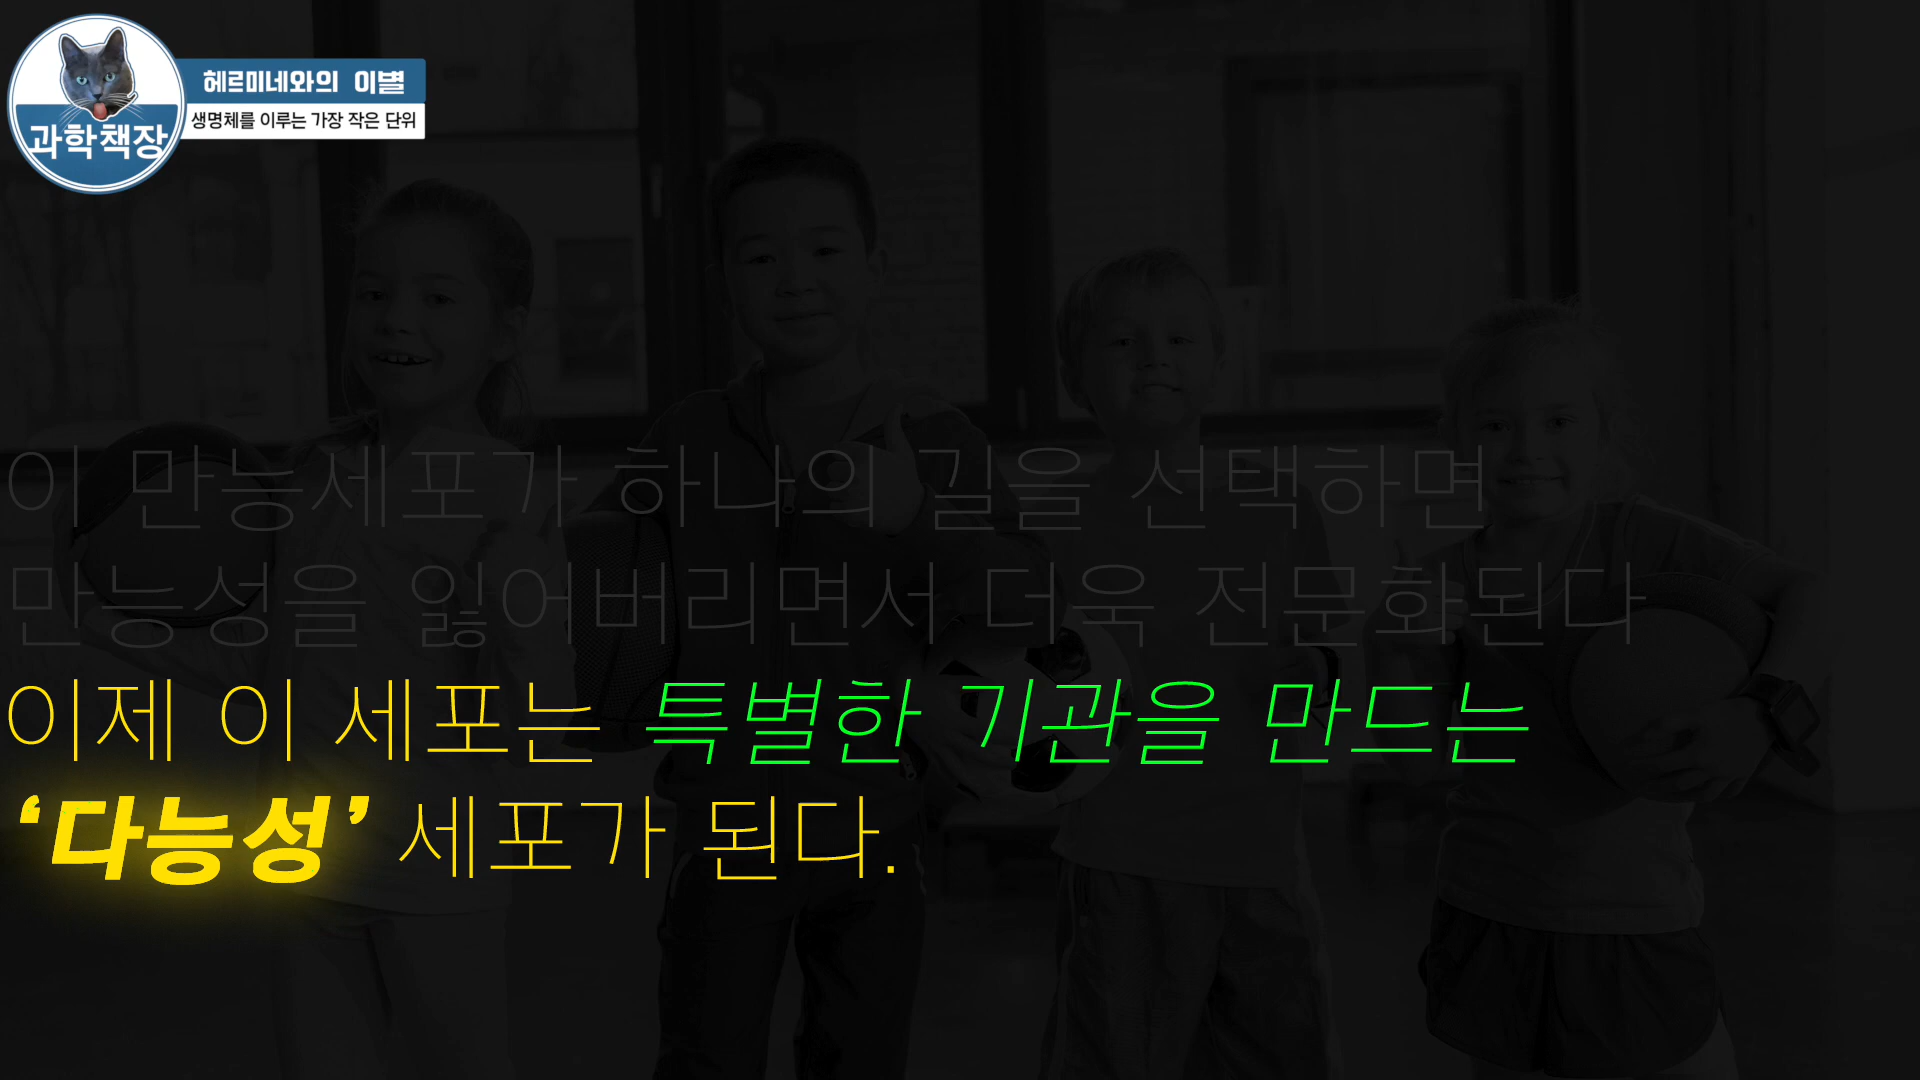 헤르미네와의 이별
생명체를 이루는 가장 작은 단위
과학책장
이 만능세포가 하나의 길을 선택하면
만능성을 잃어버리면서 더욱 전문화된다
이제 이 세포는 특별한 기관을 만드는
‘다능성’ 세포가 된다.